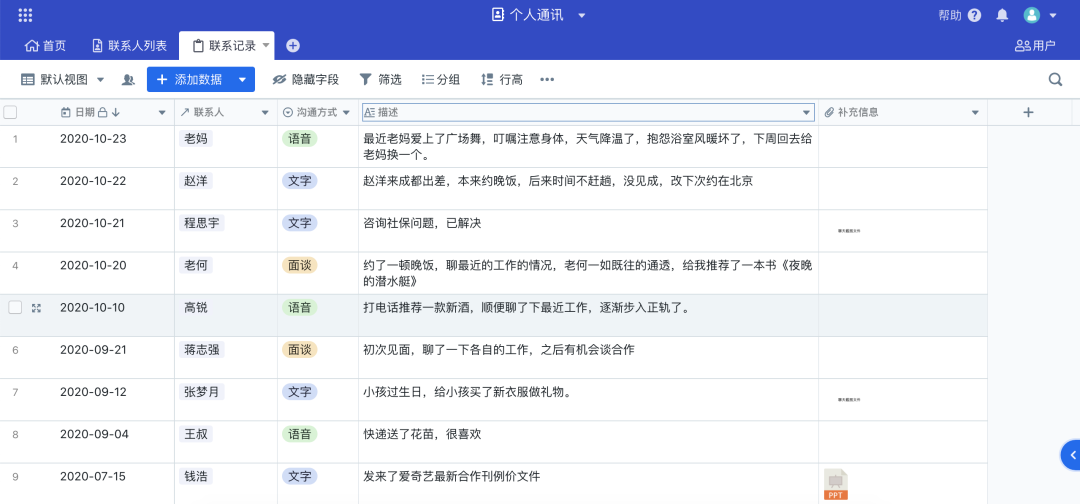 个人通讯
帮助
首页
联系人列表
联系记录
用户
默认视图
添加数据
隐藏字段
筛选
分组
行高
日期
联系人
沟通方式
描述
补充信息
1 2020-10-23 老妈 语音 最近老妈爱上了广场舞，叮嘱注意身体，天气降温了，抱怨浴室风暖坏了，下周回去给
老妈换一个。
2 2020-10-22 赵洋 文字 赵洋来成都出差，本来约晚饭，后来时间不赶趟，没见成，改下次约在北京
3 2020-10-21 程思宇 文字 咨询社保问题，已解决
4 2020-10-20 老何 面谈 约了一顿晚饭，聊最近的工作的情况，老何一如既往的通透，给我推荐了一本书《夜晚
的潜水艇》
2020-10-10 高锐 语音 打电话推荐一款新酒，顺便聊了下最近工作，逐渐步入正轨了。
6 2020-09-21 蒋志强 面谈 初次见面，聊了一下各自的工作，之后有机会谈合作
7 2020-09-12 张梦月 文字 小孩过生日，给小孩买了新衣服做礼物。
8 2020-09-04 王叔 语音 快递送了花苗，很喜欢
9 2020-07-15 钱浩 文字 发来了爱奇艺最新合作刊例价文件
PPT